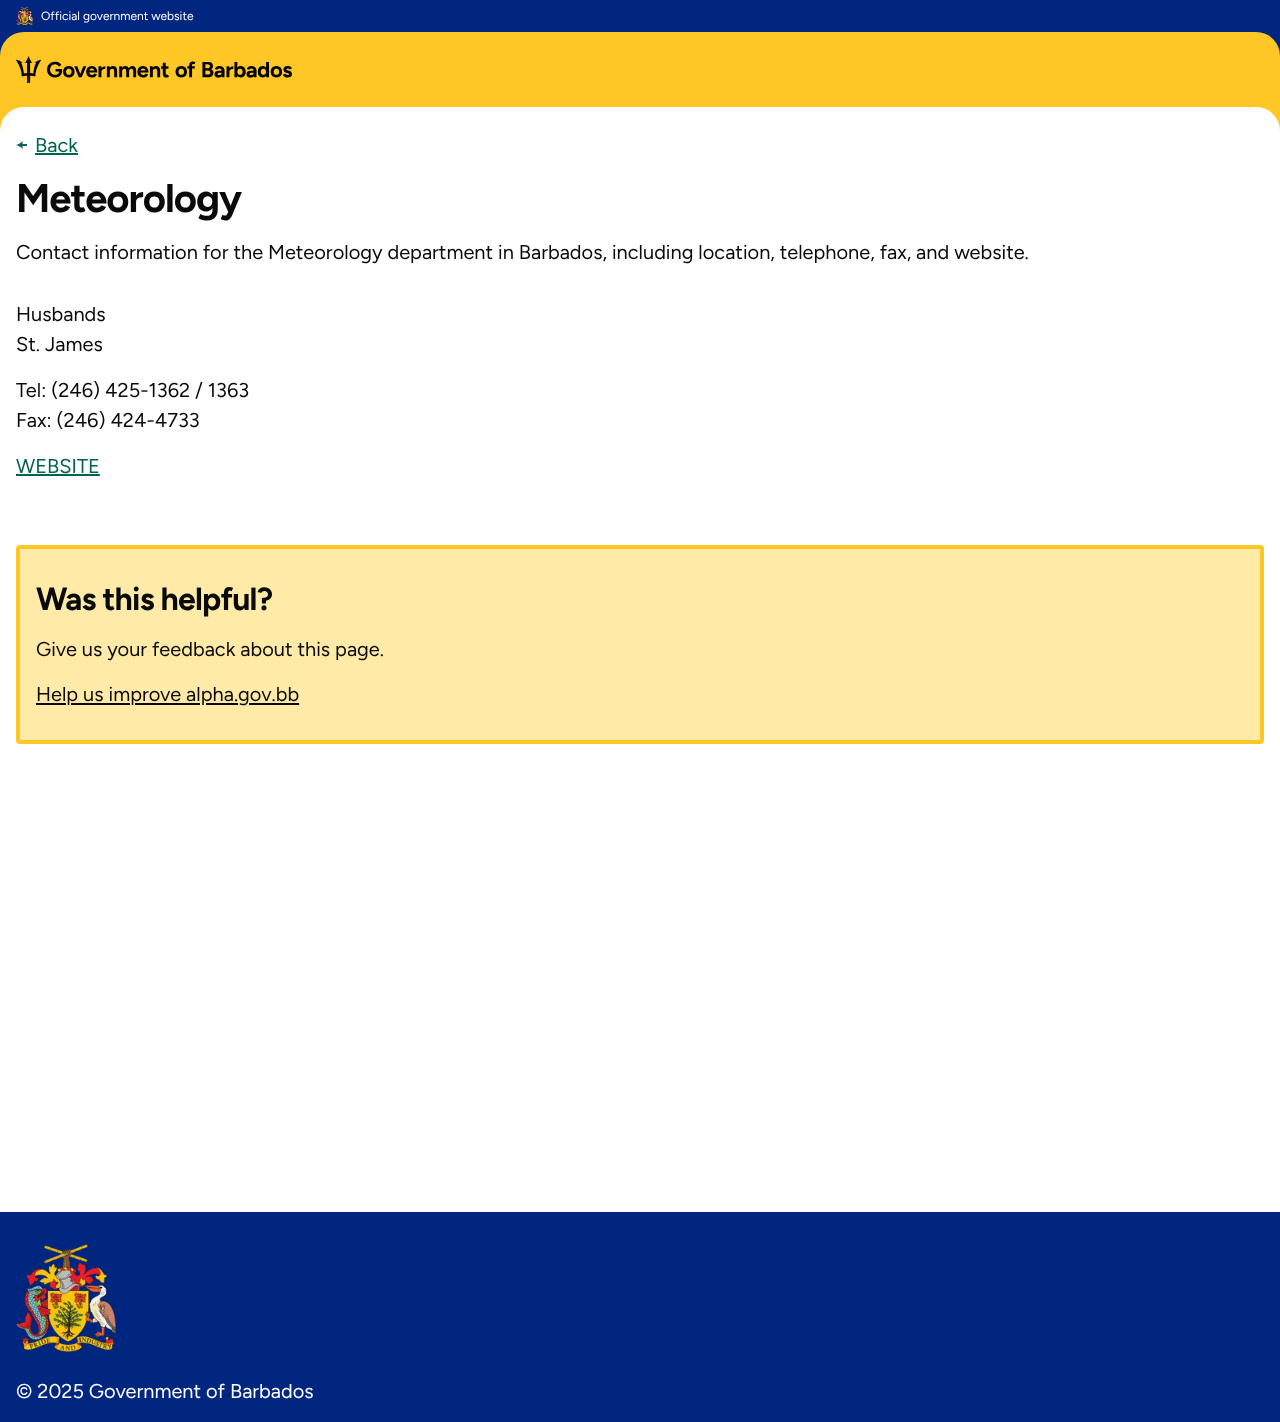 Official government website
Government of Barbados
Back
Meteorology
Contact information for the Meteorology department in Barbados, including location, telephone, fax, and website.
Husbands
St. James
Tel: (246) 425-1362 / 1363
Fax: (246) 424-4733
WEBSITE
Was this helpful?
Give us your feedback about this page.
Help us improve alpha.gov.bb
PRIDE AND INDUSTRY
© 2025 Government of Barbados